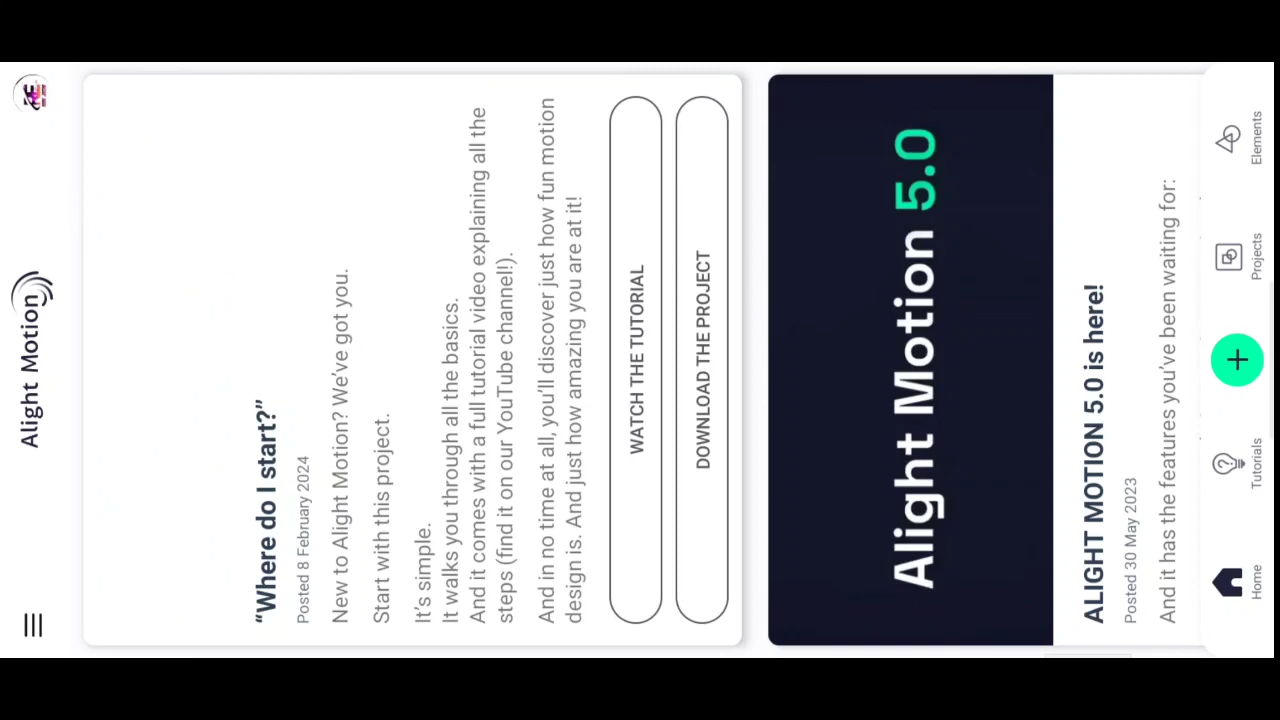 Alight Motion
“Where do I start?”
Posted 8 February 2024
New to Alight Motion? We've got you.
Start with this project.
It's simple.
It walks you through all the basics.
And it comes with a full tutorial video explaining all the
steps (find it on our YouTube channel!).
And in no time at all, you'll discover just how fun motion
design is. And just how amazing you are at it!
WATCH THE TUTORIAL
DOWNLOAD THE PROJECT
Alight Motion 5.0
ALIGHT MOTION 5.0 is here!
Posted 30 May 2023
And it has the features you've been waiting for:
Home
Tutorials
Projects
Elements